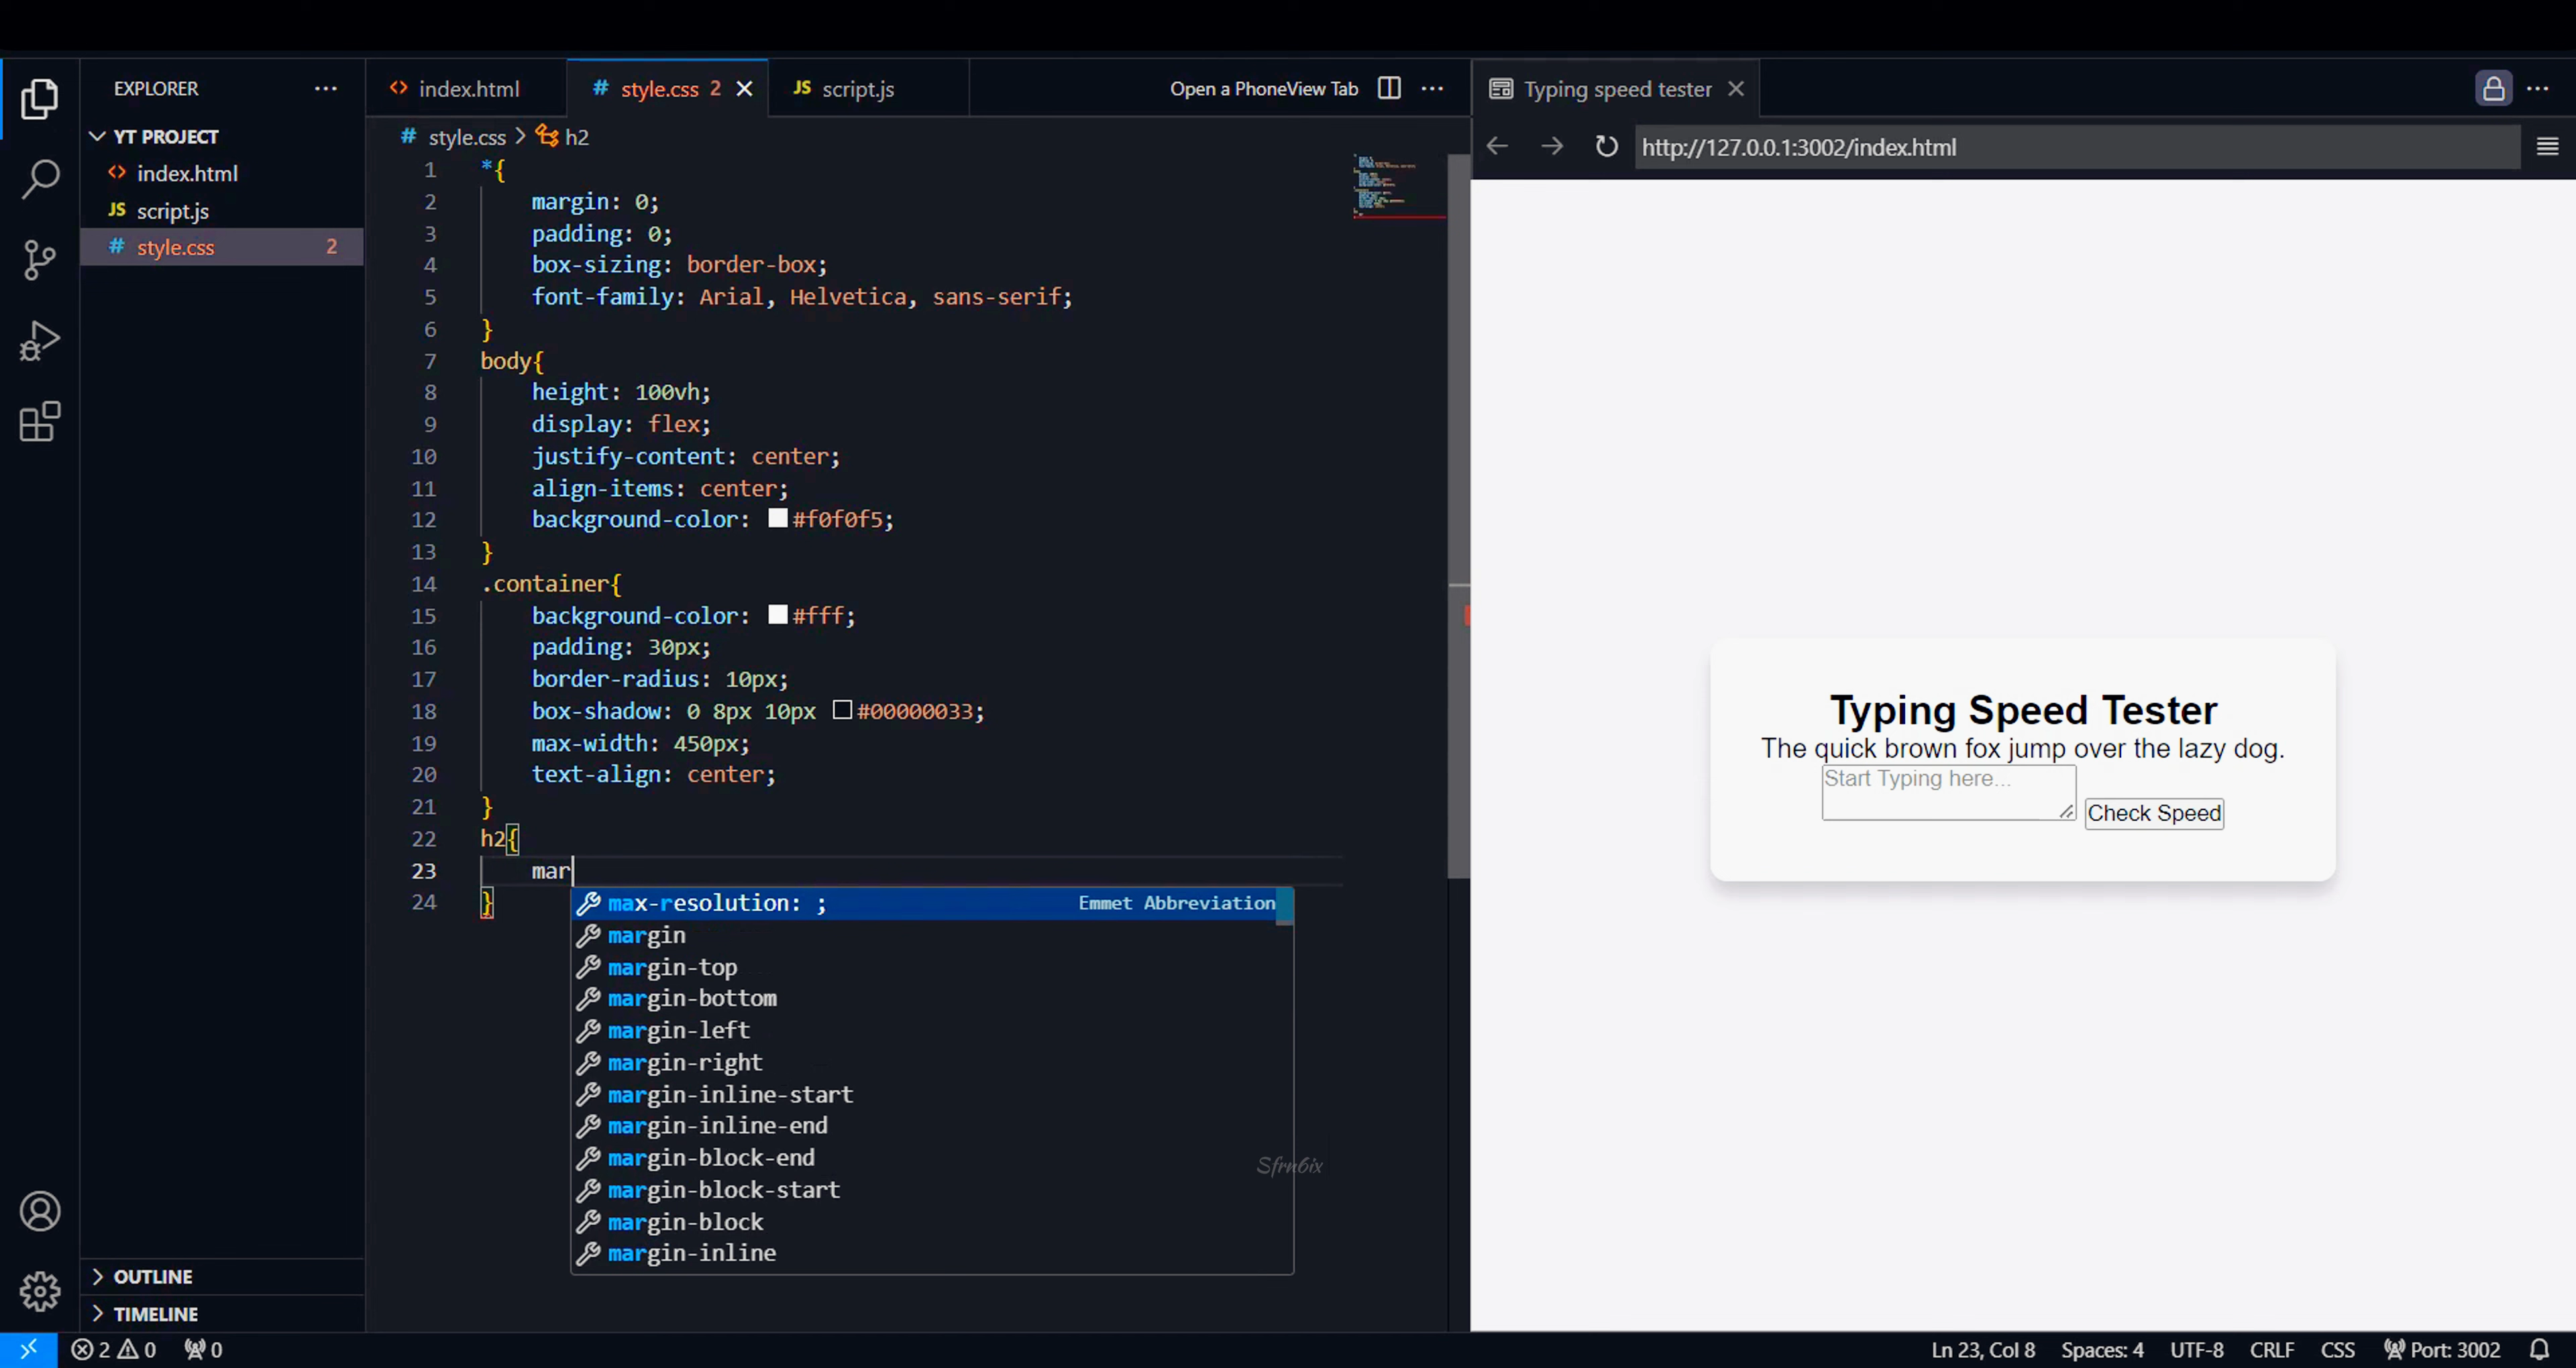 EXPLORER
YT PROJECT
index.html
JS script.js
# style.css 2
OUTLINE
TIMELINE
index.html
# style.css 2
JS script.js
Open a PhoneView Tab
# style.css > h2
1 *{
2 margin: 0;
3 padding: 0;
4 box-sizing: border-box;
5 font-family: Arial, Helvetica, sans-serif;
6 }
7 body{
8 height: 100vh;
9 display: flex;
10 justify-content: center;
11 align-items: center;
12 background-color: #f0f0f5;
13 }
14 .container{
15 background-color: #fff;
16 padding: 30px;
17 border-radius: 10px;
18 box-shadow: 0 8px 10px #00000033;
19 max-width: 450px;
20 text-align: center;
21 }
22 h2{
23 mar
24 }
max-resolution: ; Emmet Abbreviation
margin
margin-top
margin-bottom
margin-left
margin-right
margin-inline-start
margin-inline-end
margin-block-end
margin-block-start
margin-block
margin-inline
Sfrn6ix
Typing speed tester
http://127.0.0.1:3002/index.html
Typing Speed Tester
The quick brown fox jump over the lazy dog.
Start Typing here...
Check Speed
2 0 0
Ln 23, Col 8 Spaces: 4 UTF-8 CRLF CSS Port: 3002